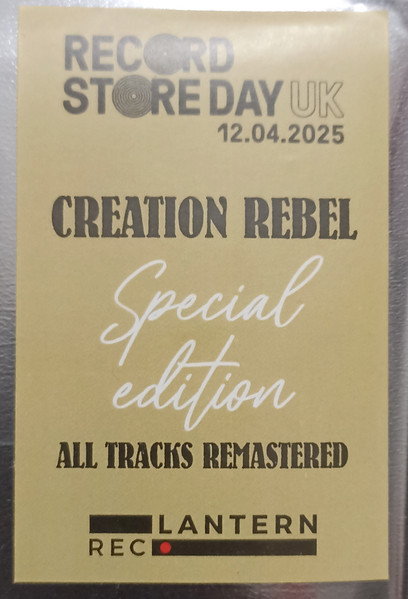 RECORD
STORE DAY UK
12.04.2025
CREATION REBEL
Special
edition
ALL TRACKS REMASTERED
LANTERN
REC